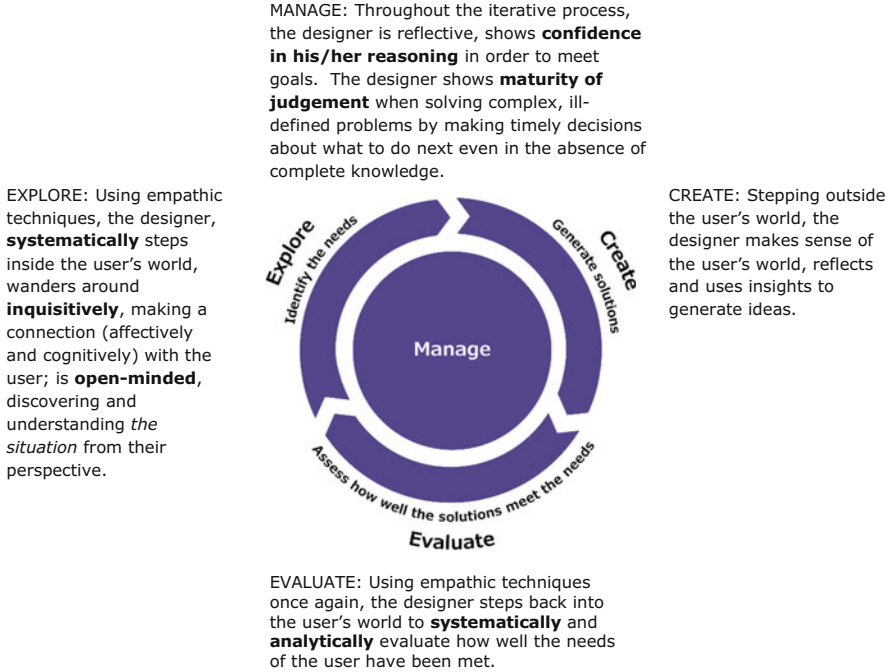 MANAGE: Throughout the iterative process,
the designer is reflective, shows confidence
in his/her reasoning in order to meet
goals.  The designer shows maturity of
judgement when solving complex, ill-
defined problems by making timely decisions
about what to do next even in the absence of
complete knowledge.
EXPLORE: Using empathic
techniques, the designer,
systematically steps
inside the user's world,
wanders around
inquisitively, making a
connection (affectively
and cognitively) with the
user; is open-minded,
discovering and
understanding the
situation from their
perspective.
Explore
Identify the needs
Create
Generate solutions
Manage
Assess how well the solutions meet the needs
Evaluate
CREATE: Stepping outside
the user's world, the
designer makes sense of
the user's world, reflects
and uses insights to
generate ideas.
EVALUATE: Using empathic techniques
once again, the designer steps back into
the user's world to systematically and
analytically evaluate how well the needs
of the user have been met.